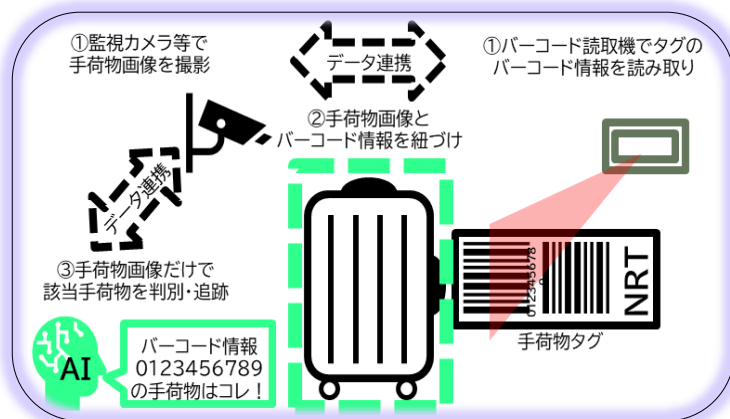 ①監視カメラ等で
手荷物画像を撮影
データ連携
①バーコード読取機でタグの
バーコード情報を読み取り
②手荷物画像と
バーコード情報を紐づけ
データ連携
③手荷物画像だけで
該当手荷物を判別・追跡
AI
バーコード情報
0123456789
の手荷物はコレ！
0123456789
NRT
手荷物タグ